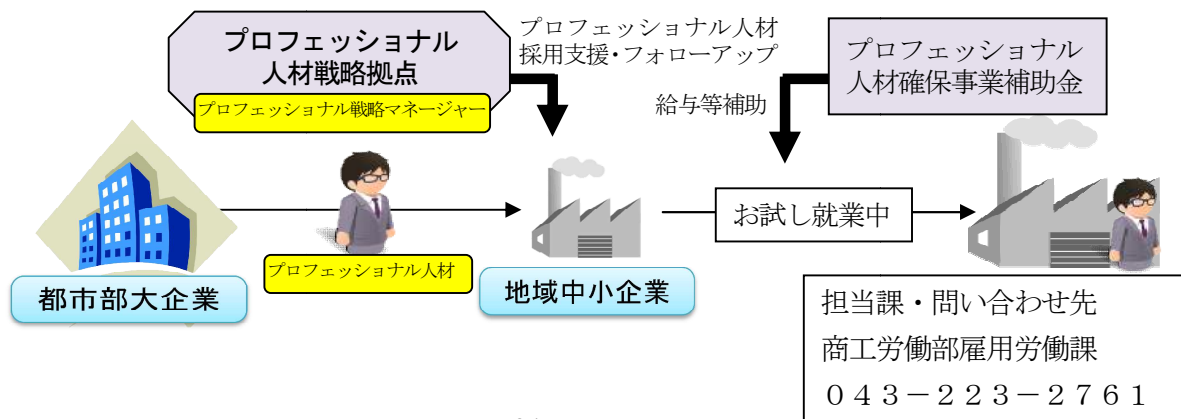 プロフェッショナル
人材戦略拠点
プロフェッショナル戦略マネージャー
プロフェッショナル人材
採用支援・フォローアップ
プロフェッショナル
人材確保事業補助金
給与等補助
お試し就業中
プロフェッショナル人材
都市部大企業
地域中小企業
担当課・問い合わせ先
商工労働部雇用労働課
０４３－２２３－２７６１